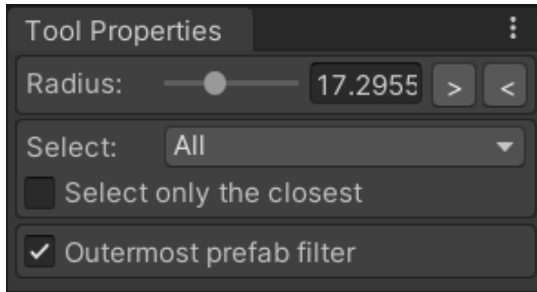 Tool Properties
Radius: 17.2955 > <
Select: All
Select only the closest
Outermost prefab filter